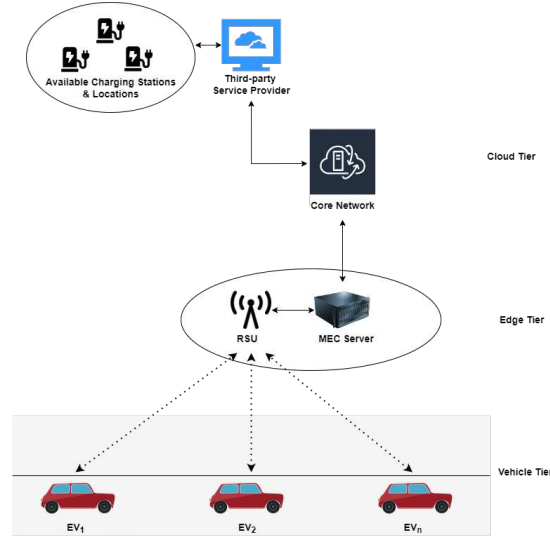 Available Charging Stations
& Locations
Third-party
Service Provider
Cloud Tier
Core Network
Edge Tier
RSU
MEC Server
Vehicle Tier
EV1
EV2
EVn